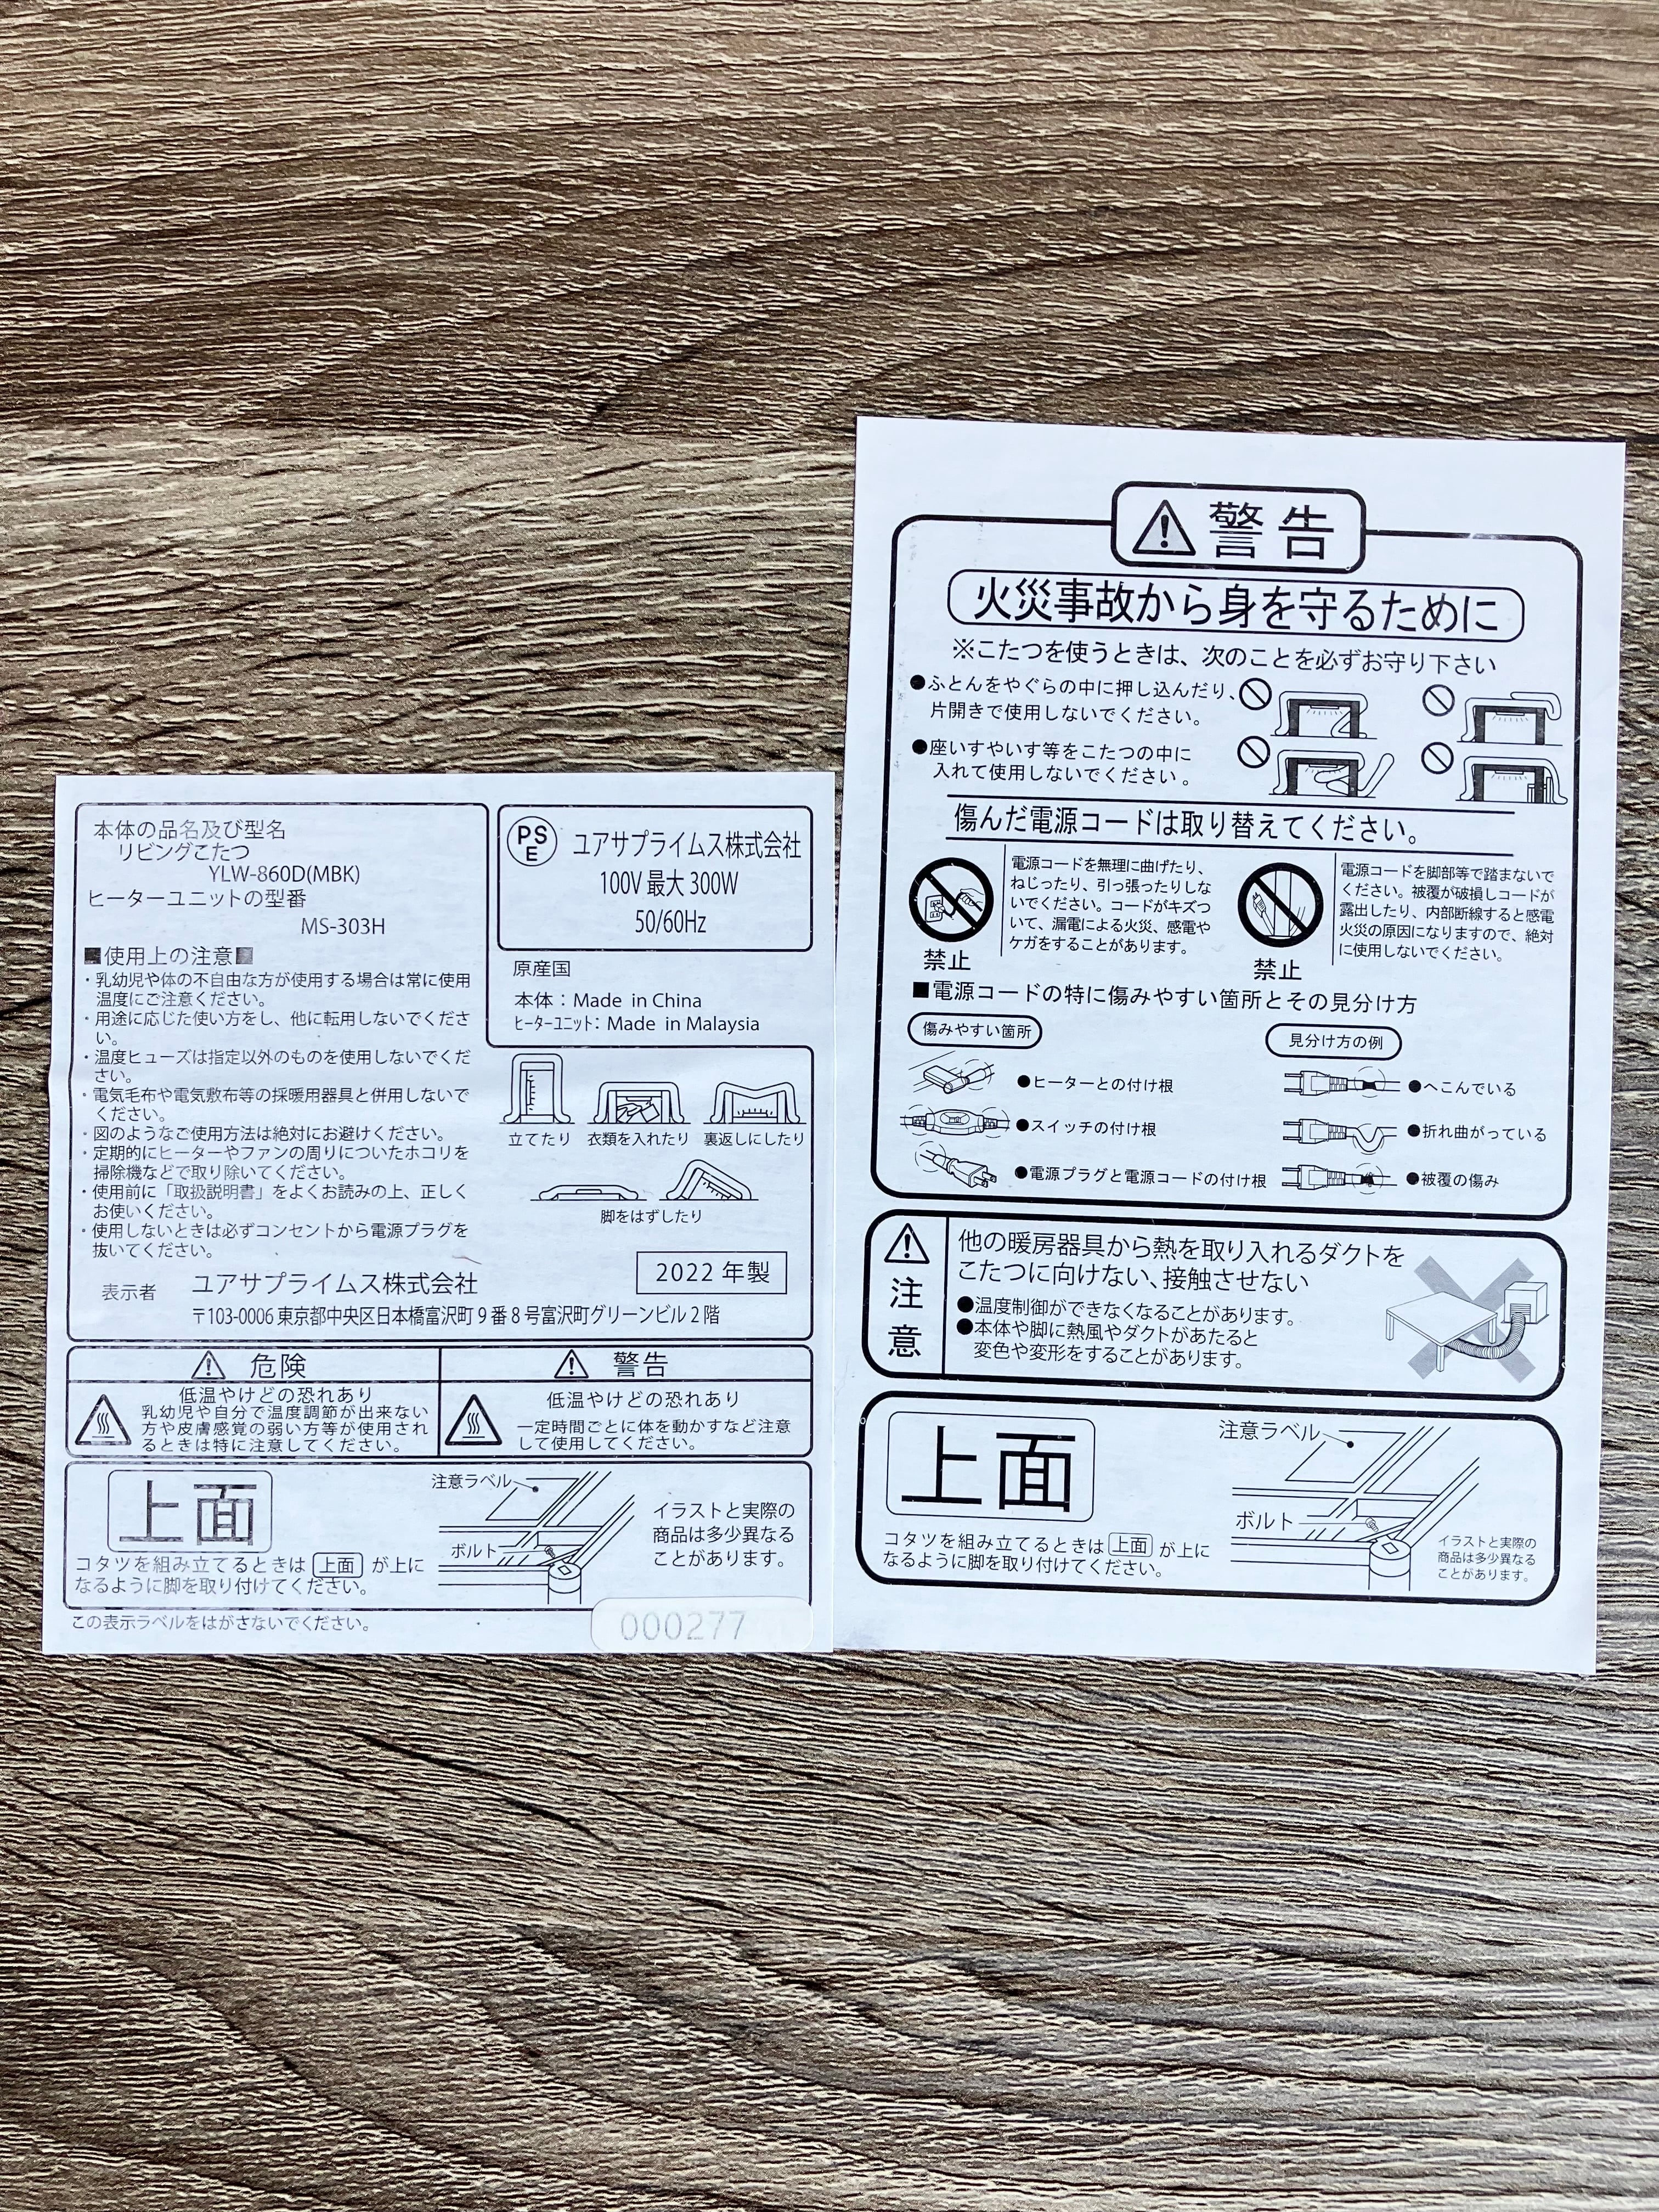 本体の品名及び型名
リビングこたつ
YLW-860D(MBK)
ヒーターユニットの型番
MS-303H
■使用上の注意■
・乳幼児や体の不自由な方が使用する場合は常に使用
温度にご注意ください。
・用途に応じた使い方をし、他に転用しないでくださ
い。
・温度ヒューズは指定以外のものを使用しないでくだ
さい。
・電気毛布や電気敷布等の採暖用器具と併用しないで
ください。
・図のようなご使用方法は絶対にお避けください。
・定期的にヒーターやファンの周りについたホコリを
掃除機などで取り除いてください。
・使用前に「取扱説明書」をよくお読みの上、正しく
お使いください。
・使用しないときは必ずコンセントから電源プラグを
抜いてください。
PS
E
ユアサプライムス株式会社
100V 最大 300W
50/60Hz
原産国
本体：Made in China
ヒーターユニット：Made in Malaysia
立てたり 衣類を入れたり 裏返しにしたり
脚をはずしたり
2022 年製
表示者 ユアサプライムス株式会社
〒103-0006 東京都中央区日本橋富沢町 9 番 8 号富沢町グリーンビル 2 階
危険
低温やけどの恐れあり
乳幼児や自分で温度調節が出来ない
方や皮膚感覚の弱い方等が使用され
るときは特に注意してください。
警告
低温やけどの恐れあり
一定時間ごとに体を動かすなど注意
して使用してください。
上面
コタツを組み立てるときは 上面 が上に
なるように脚を取り付けてください。
注意ラベル
ボルト
イラストと実際の
商品は多少異なる
ことがあります。
この表示ラベルをはがさないでください。
000277
警告
火災事故から身を守るために
※こたつを使うときは、次のことを必ずお守り下さい
●ふとんをやぐらの中に押し込んだり、
片開きで使用しないでください。
●座いすやいす等をこたつの中に
入れて使用しないでください。
傷んだ電源コードは取り替えてください。
禁止
電源コードを無理に曲げたり、
ねじったり、引っ張ったりしな
いでください。コードがキズつ
いて、漏電による火災、感電や
ケガをすることがあります。
禁止
電源コードを脚部等で踏まないで
ください。被覆が破損しコードが
露出したり、内部断線すると感電
火災の原因になりますので、絶対
に使用しないでください。
■電源コードの特に傷みやすい箇所とその見分け方
傷みやすい箇所
●ヒーターとの付け根
●スイッチの付け根
●電源プラグと電源コードの付け根
見分け方の例
●へこんでいる
●折れ曲がっている
●被覆の傷み
注意
他の暖房器具から熱を取り入れるダクトを
こたつに向けない、接触させない
●温度制御ができなくなることがあります。
●本体や脚に熱風やダクトがあたると
変色や変形をすることがあります。
上面
コタツを組み立てるときは 上面 が上に
なるように脚を取り付けてください。
注意ラベル
ボルト
イラストと実際の
商品は多少異なる
ことがあります。